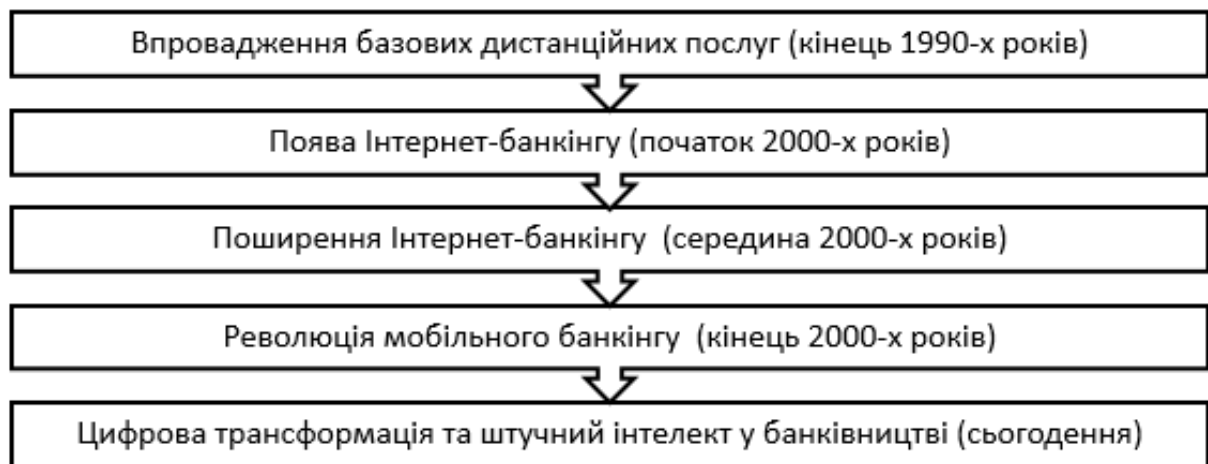 Впровадження базових дистанційних послуг (кінець 1990-х років)
Поява Інтернет-банкінгу (початок 2000-х років)
Поширення Інтернет-банкінгу (середина 2000-х років)
Революція мобільного банкінгу (кінець 2000-х років)
Цифрова трансформація та штучний інтелект у банківництві (сьогодення)